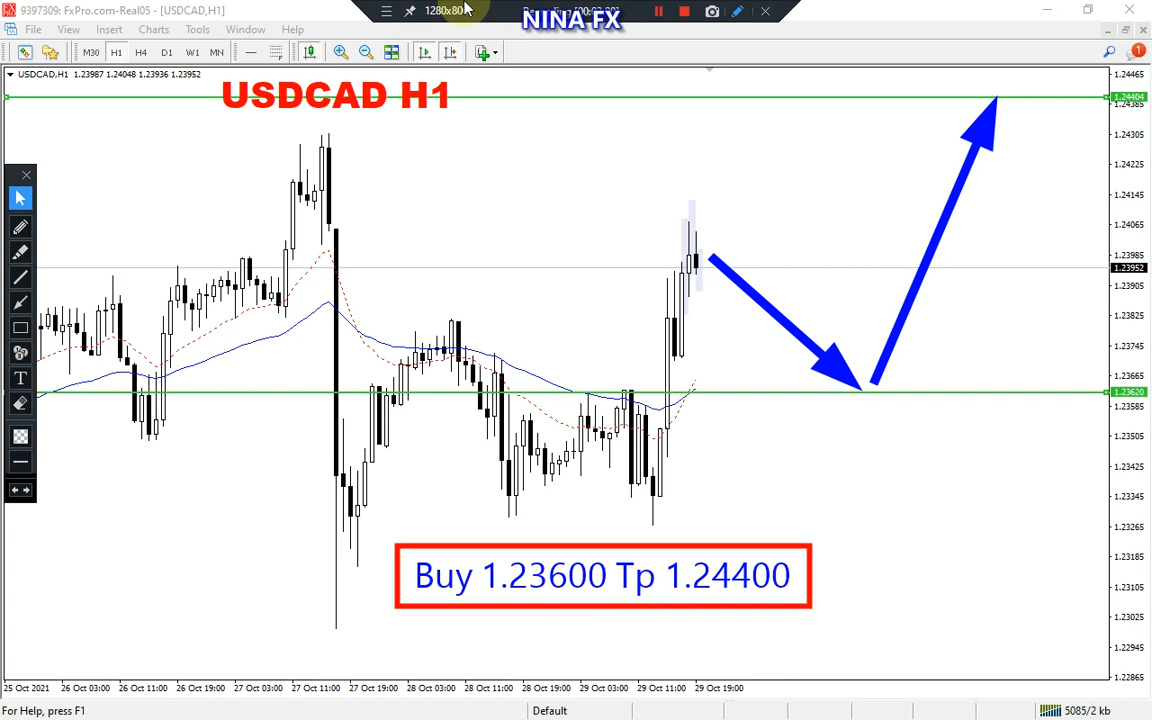 9397309: FxPro.com-Real05 - [USDCAD,H1]
1280x80
NINA FX
File View Insert Charts Tools Window Help
M30 H1 H4 D1 W1 MN
1
USDCAD,H1 1.23987 1.24048 1.23936 1.23952
USDCAD H1
1.24465
1.24404
1.24385
1.24305
1.24225
1.24145
1.24065
1.23985
1.23952
1.23905
1.23825
1.23745
1.23665
1.23620
1.23585
1.23505
1.23425
1.23345
1.23265
1.23185
1.23105
1.23025
1.22945
1.22865
T
Buy 1.23600 Tp 1.24400
25 Oct 2021 26 Oct 03:00 26 Oct 11:00 26 Oct 19:00 27 Oct 03:00 27 Oct 11:00 27 Oct 19:00 28 Oct 03:00 28 Oct 11:00 28 Oct 19:00 29 Oct 03:00 29 Oct 11:00 29 Oct 19:00
For Help, press F1 Default 5085/2 kb